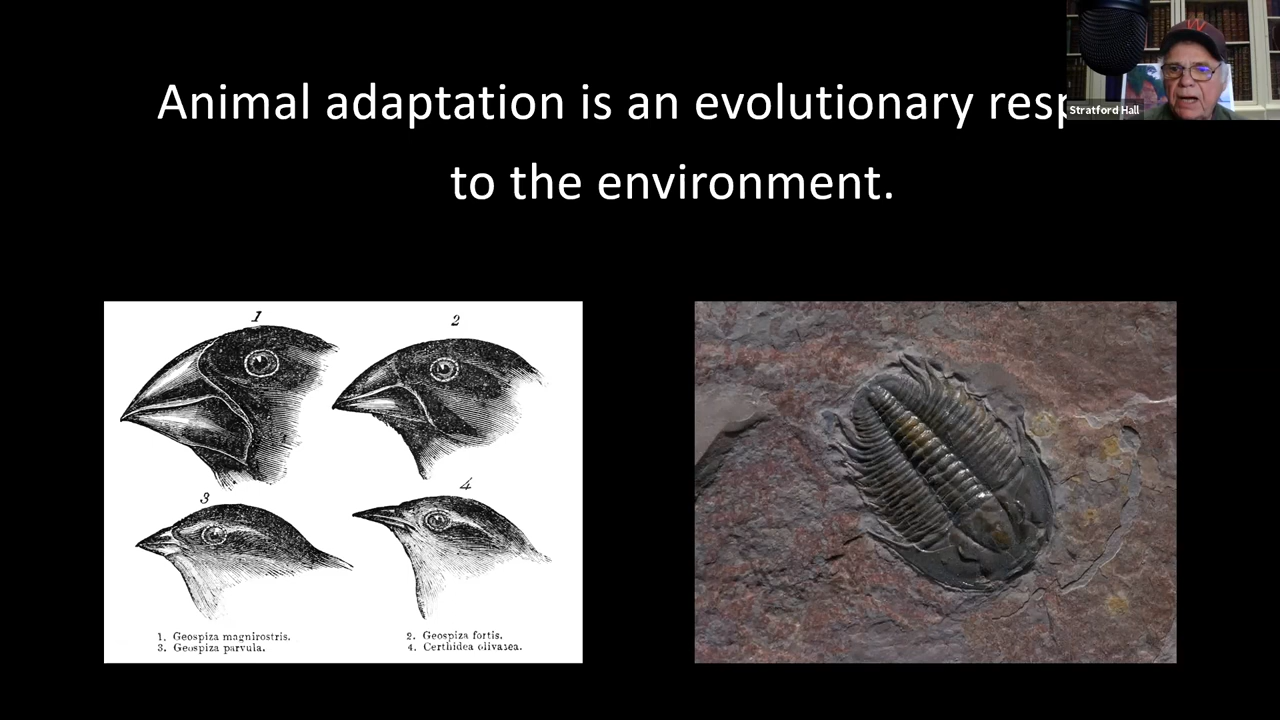 Animal adaptation is an evolutionary resp
to the environment.
W
Stratford Hall
1
2
3
4
1. Geospiza magnirostris.
2. Geospiza fortis.
3. Geospiza parvula.
4. Certhidea olivasea.